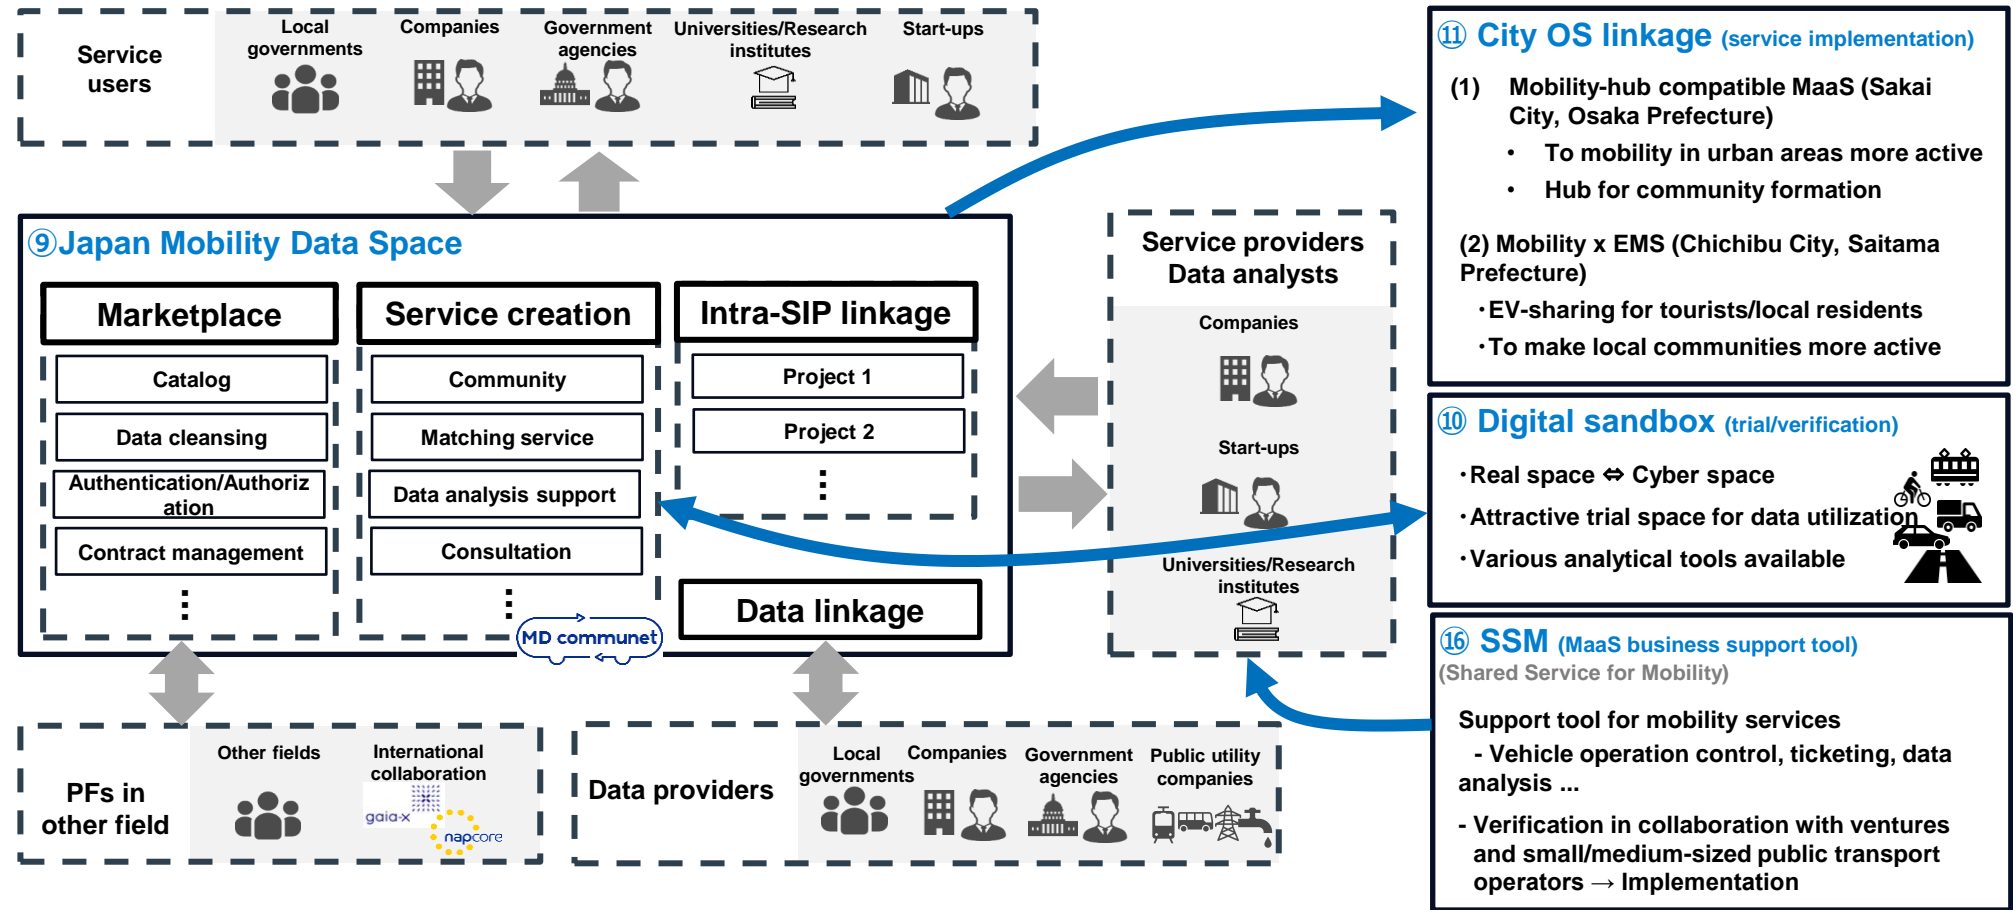 Service
users
Local
governments
Companies
Government
agencies
Universities/Research
institutes
Start-ups
⑨Japan Mobility Data Space
Marketplace
Catalog
Data cleansing
Authentication/Authoriz
ation
Contract management
⋮
Service creation
Community
Matching service
Data analysis support
Consultation
⋮
MD communet
Intra-SIP linkage
Project 1
Project 2
⋮
Data linkage
Service providers
Data analysts
Companies
Start-ups
Universities/Research
institutes
PFs in
other field
Other fields
International
collaboration
gaia-x
napcore
Data providers
Local
governments
Companies
Government
agencies
Public utility
companies
⑪ City OS linkage (service implementation)
(1) Mobility-hub compatible MaaS (Sakai
City, Osaka Prefecture)
• To mobility in urban areas more active
• Hub for community formation
(2) Mobility x EMS (Chichibu City, Saitama
Prefecture)
・EV-sharing for tourists/local residents
・To make local communities more active
⑩ Digital sandbox (trial/verification)
・Real space ⇔ Cyber space
・Attractive trial space for data utilization
・Various analytical tools available
⑯ SSM (MaaS business support tool)
(Shared Service for Mobility)
Support tool for mobility services
- Vehicle operation control, ticketing, data
analysis ...
- Verification in collaboration with ventures
and small/medium-sized public transport
operators → Implementation